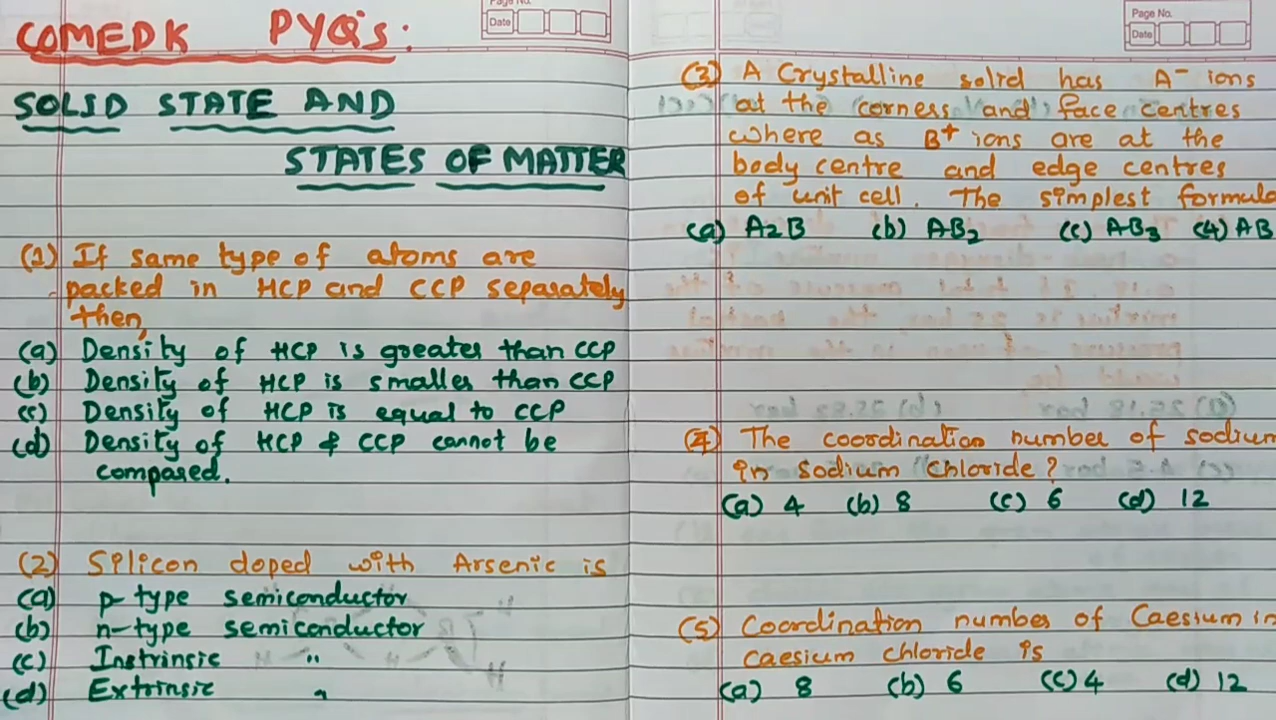 COMEDK PYQ's:
Page No.
Date
SOLID STATE AND
STATES OF MATTER
(1) If same type of atoms are
packed in HCP and CCP separately
then,
(a) Density of HCP is greater than CCP
(b) Density of HCP is smaller than CCP
(c) Density of HCP is equal to CCP
(d) Density of HCP & CCP cannot be
compared.
(2) Silicon doped with Arsenic is
(a) p-type semiconductor
(b) n-type semiconductor
(c) Instrinsic "
(d) Extrinsic "
Page No.
Date
(3) A Crystalline solid has A⁻ ions
at the corners and face centres
where as B⁺ ions are at the
body centre and edge centres
of unit cell. The simplest formula
(a) A₂B (b) AB₂ (c) AB₃ (4) AB
(4) The coordination number of sodium
in sodium chloride?
(a) 4 (b) 8 (c) 6 (d) 12
(5) Coordination number of Caesium in
caesium chloride is
(a) 8 (b) 6 (c) 4 (d) 12